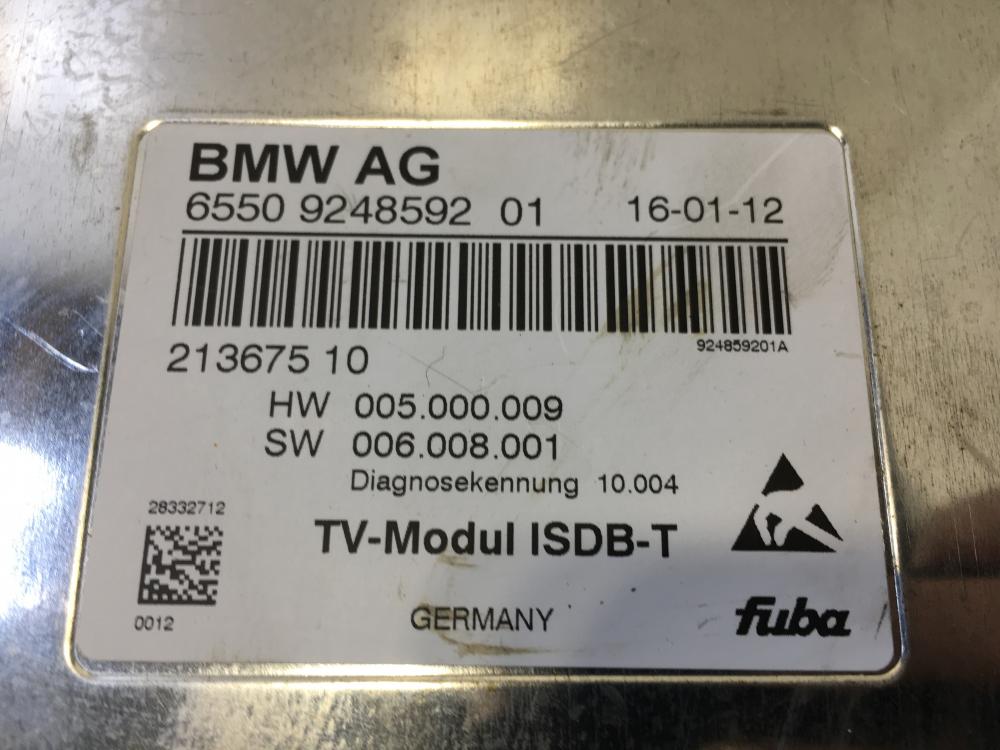 BMW AG
6550 9248592 01 16-01-12
924859201A
213675 10
HW 005.000.009
SW 006.008.001
Diagnosekennung 10.004
28332712
TV-Modul ISDB-T
0012
GERMANY
fuba